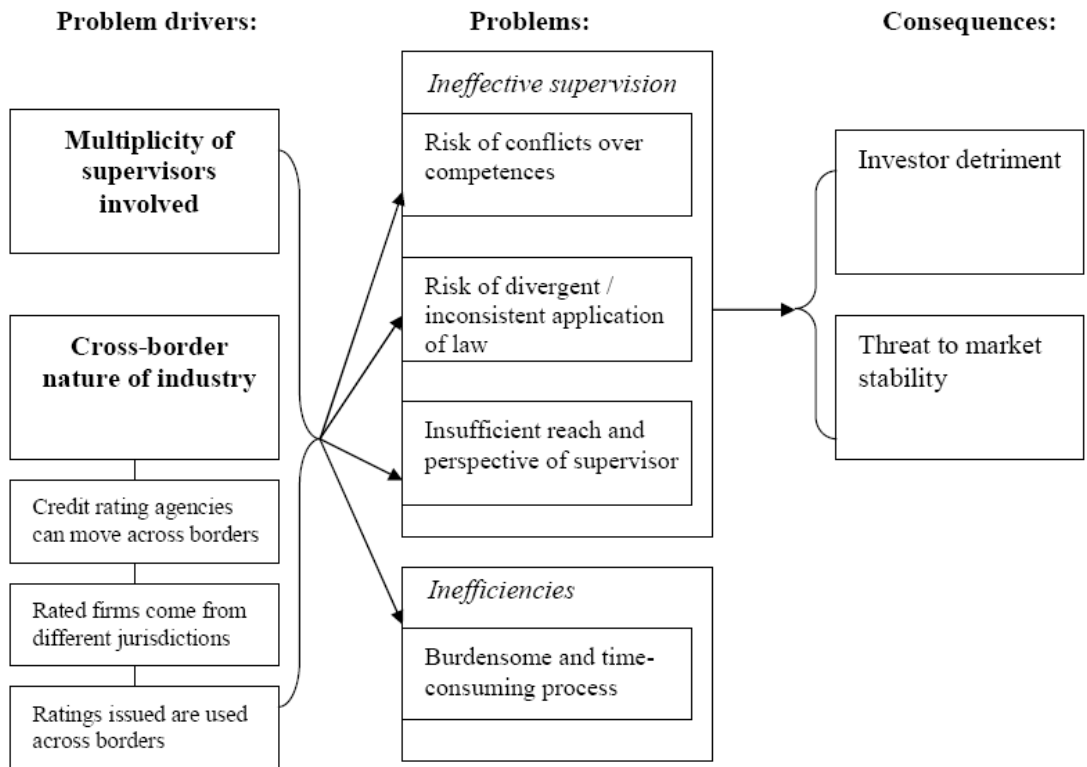 Problem drivers:
Problems:
Consequences:
Multiplicity of
supervisors
involved
Cross-border
nature of industry
Credit rating agencies
can move across borders
Rated firms come from
different jurisdictions
Ratings issued are used
across borders
Ineffective supervision
Risk of conflicts over
competences
Risk of divergent /
inconsistent application
of law
Insufficient reach and
perspective of supervisor
Inefficiencies
Burdensome and time-
consuming process
Investor detriment
Threat to market
stability